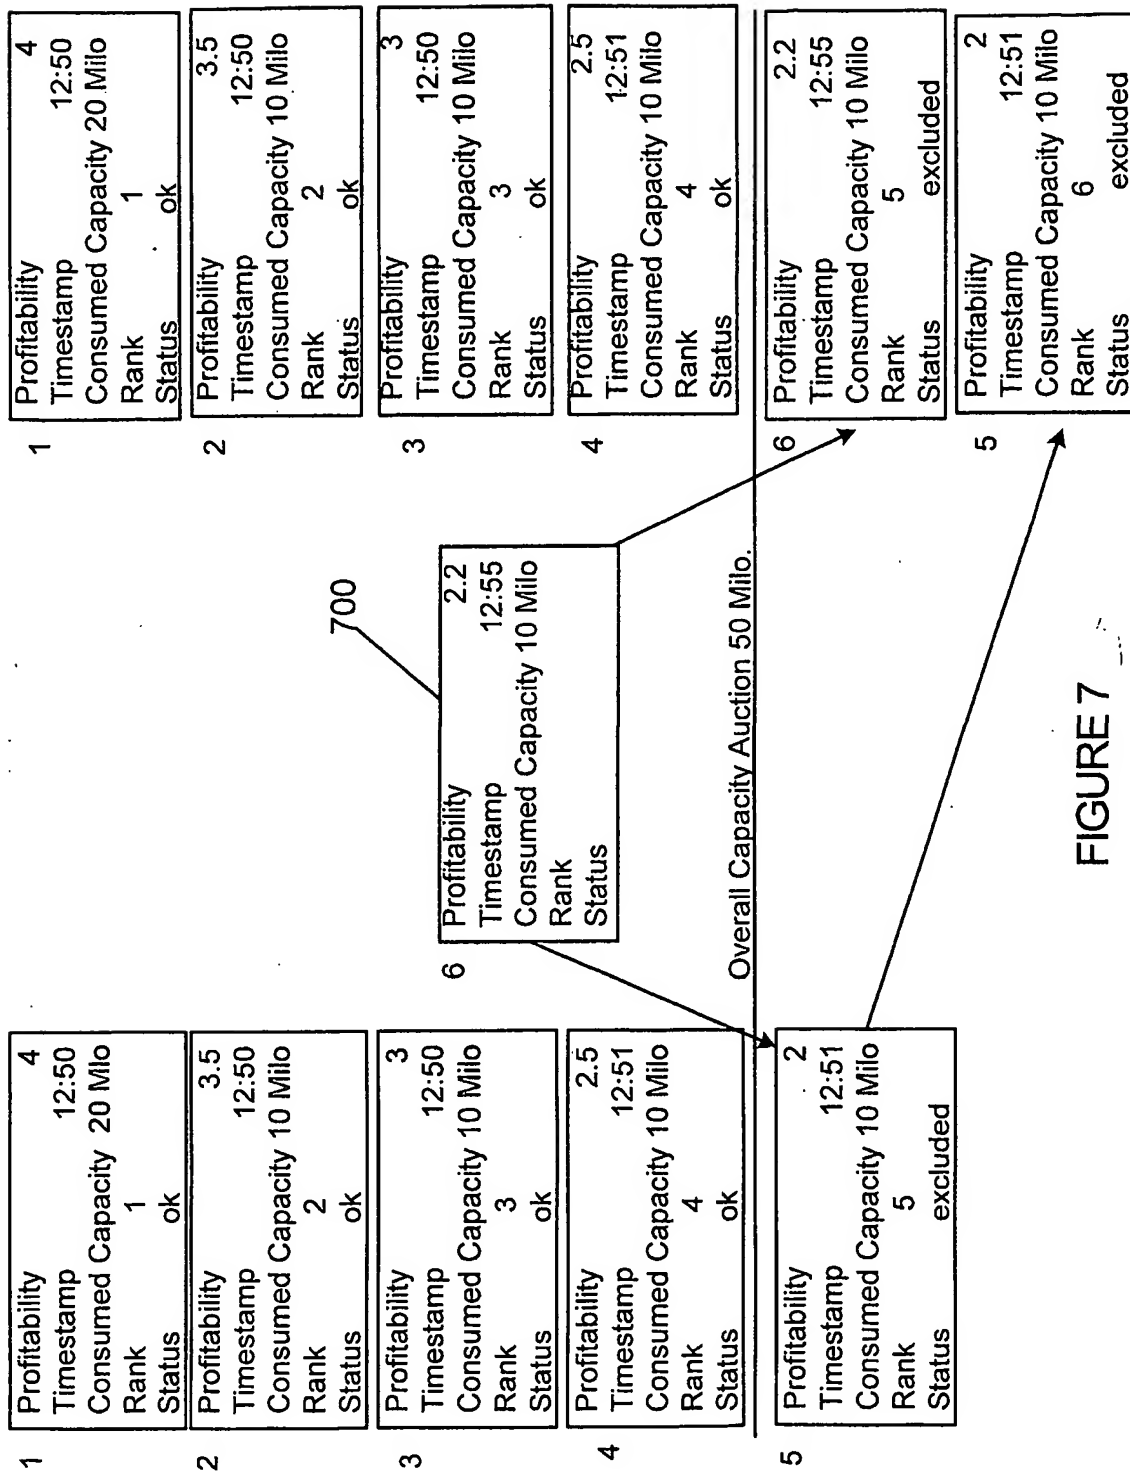 1
Profitability 4
Timestamp 12:50
Consumed Capacity 20 Milo
Rank 1
Status ok
2
Profitability 3.5
Timestamp 12:50
Consumed Capacity 10 Milo
Rank 2
Status ok
3
Profitability 3
Timestamp 12:50
Consumed Capacity 10 Milo
Rank 3
Status ok
4
Profitability 2.5
Timestamp 12:51
Consumed Capacity 10 Milo
Rank 4
Status ok
5
Profitability 2
Timestamp 12:51
Consumed Capacity 10 Milo
Rank 5
Status excluded
700
6
Profitability 2.2
Timestamp 12:55
Consumed Capacity 10 Milo
Rank
Status
Overall Capacity Auction 50 Milo.
1
Profitability 4
Timestamp 12:50
Consumed Capacity 20 Milo
Rank 1
Status ok
2
Profitability 3.5
Timestamp 12:50
Consumed Capacity 10 Milo
Rank 2
Status ok
3
Profitability 3
Timestamp 12:50
Consumed Capacity 10 Milo
Rank 3
Status ok
4
Profitability 2.5
Timestamp 12:51
Consumed Capacity 10 Milo
Rank 4
Status ok
6
Profitability 2.2
Timestamp 12:55
Consumed Capacity 10 Milo
Rank 5
Status excluded
5
Profitability 2
Timestamp 12:51
Consumed Capacity 10 Milo
Rank 6
Status excluded
FIGURE 7